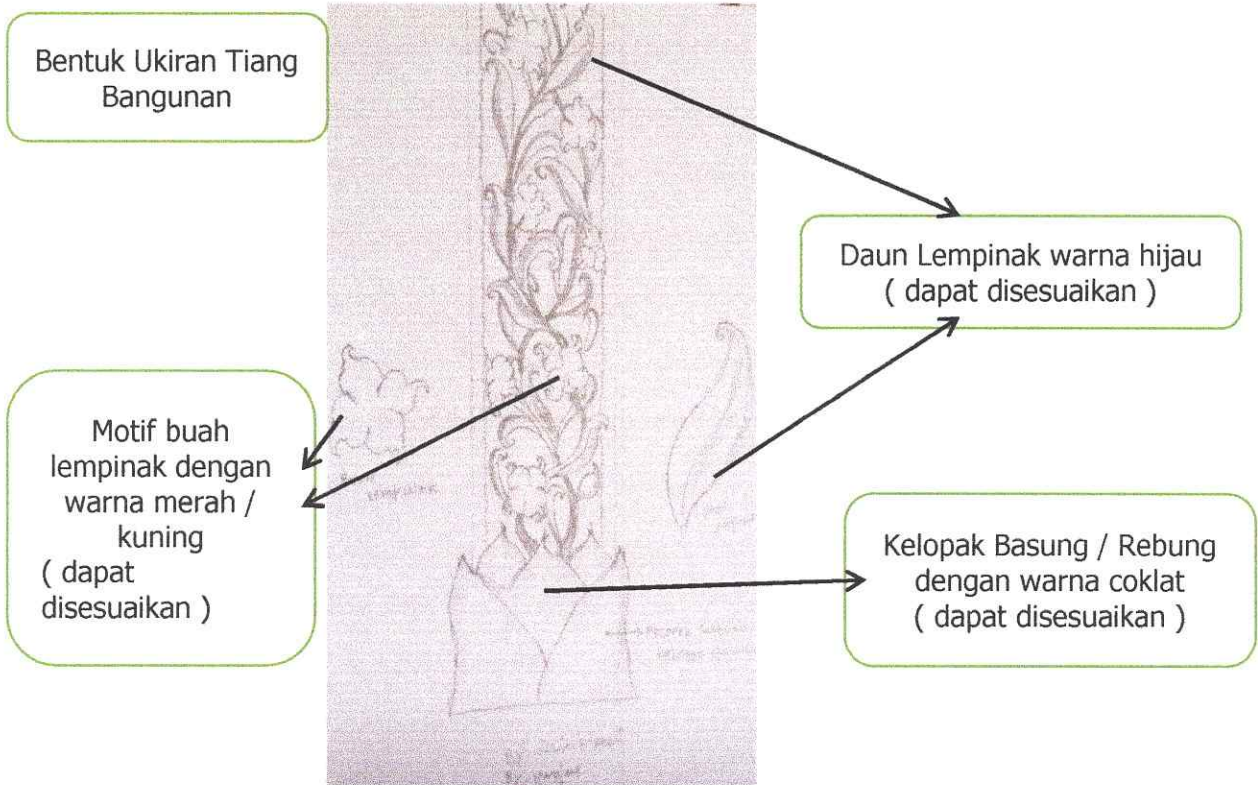 Bentuk Ukiran Tiang
Bangunan
Daun Lempinak warna hijau
( dapat disesuaikan )
Motif buah
lempinak dengan
warna merah /
kuning
( dapat
disesuaikan )
Kelopak Basung / Rebung
dengan warna coklat
( dapat disesuaikan )